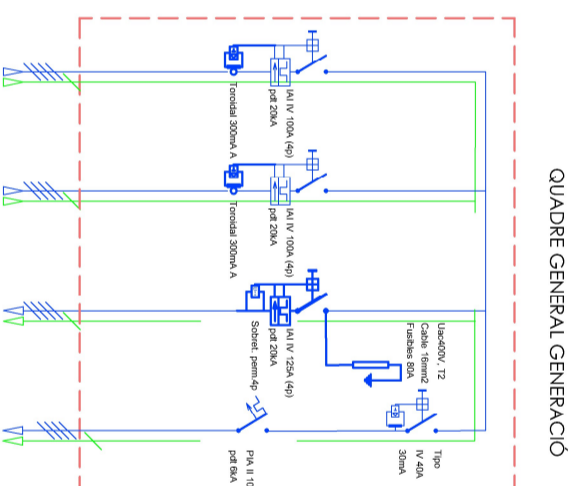 QUADRE GENERAL GENERACIÓ
IAI IV 100A (4p)
pdt 20kA
Toroidal 300mA A
IAI IV 100A (4p)
pdt 20kA
Toroidal 300mA A
IAI IV 125A (4p)
pdt 20kA
Sobret. perm.4p
Uac400V, T2
Cable 16mm2
Fusibles 80A
Tipo
IV 40A
30mA
PIA II 10
pdt 6kA